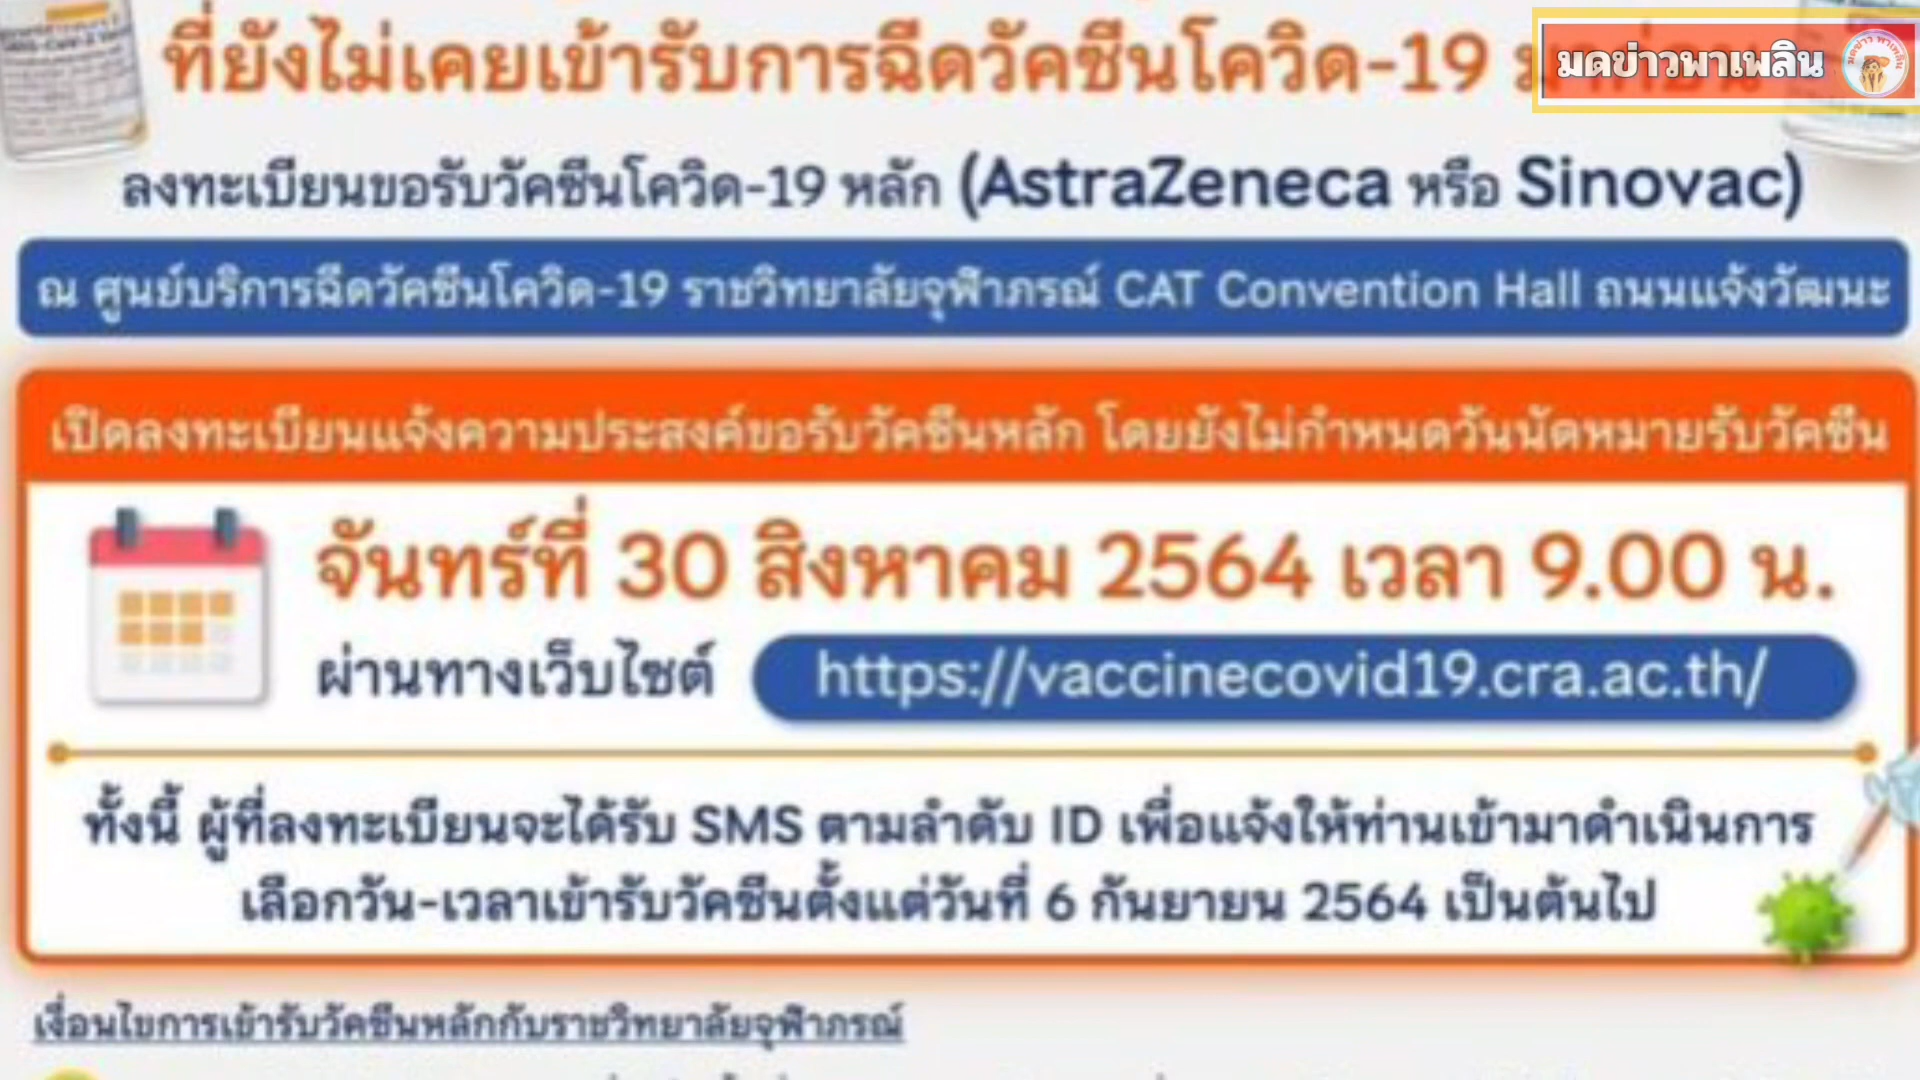 ที่ยังไม่เคยเข้ารับการฉีดวัคซีนโควิด-19
มดข่าวพาเพลิน
ลงทะเบียนขอรับวัคซีนโควิด-19 หลัก (AstraZeneca หรือ Sinovac)
ณ ศูนย์บริการฉีดวัคซีนโควิด-19 ราชวิทยาลัยจุฬาภรณ์ CAT Convention Hall ถนนแจ้งวัฒนะ
เปิดลงทะเบียนแจ้งความประสงค์ขอรับวัคซีนหลัก โดยยังไม่กำหนดวันนัดหมายรับวัคซีน
จันทร์ที่ 30 สิงหาคม 2564 เวลา 9.00 น.
ผ่านทางเว็บไซต์ https://vaccinecovid19.cra.ac.th/
ทั้งนี้ ผู้ที่ลงทะเบียนจะได้รับ SMS ตามลำดับ ID เพื่อแจ้งให้ท่านเข้ามาดำเนินการ
เลือกวัน-เวลาเข้ารับวัคซีนตั้งแต่วันที่ 6 กันยายน 2564 เป็นต้นไป
เงื่อนไขการเข้ารับวัคซีนหลักกับราชวิทยาลัยจุฬาภรณ์